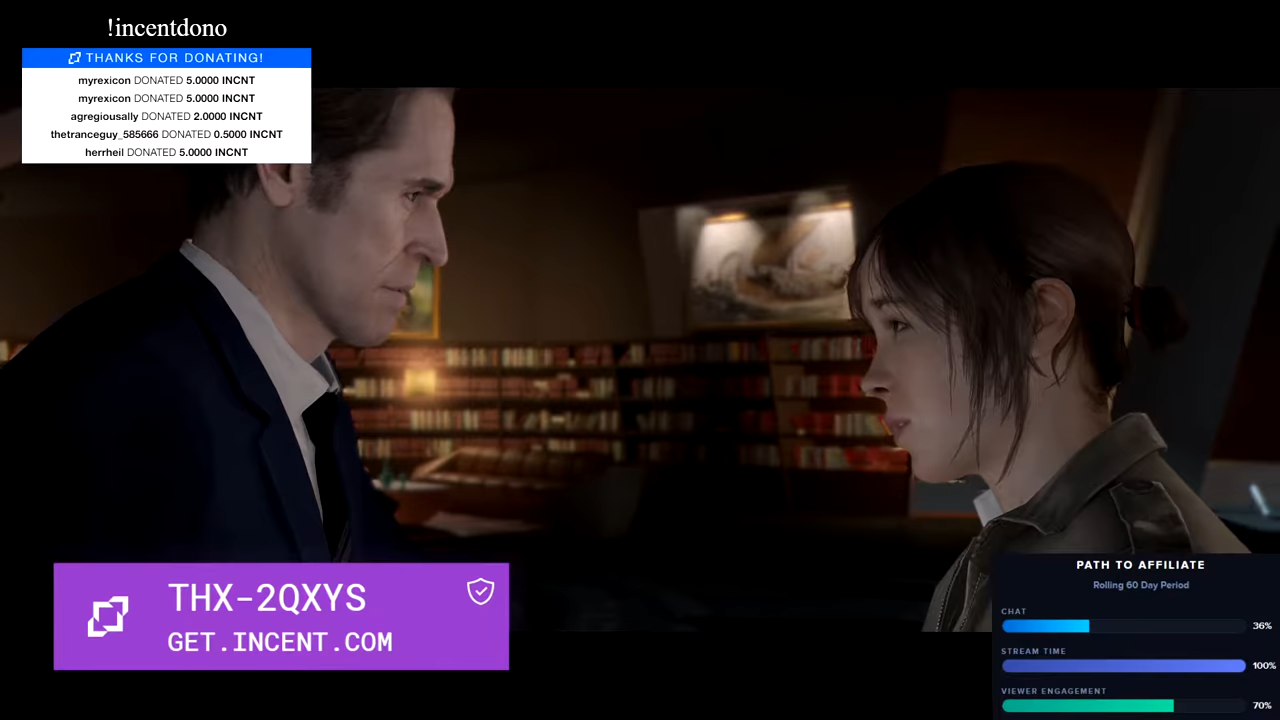 !incentdono
THANKS FOR DONATING!
myrexicon DONATED 5.0000 INCNT
myrexicon DONATED 5.0000 INCNT
agregiousally DONATED 2.0000 INCNT
thetranceguy_585666 DONATED 0.5000 INCNT
herrheil DONATED 5.0000 INCNT
THX-2QXYS
GET.INCENT.COM
PATH TO AFFILIATE
Rolling 60 Day Period
CHAT
36%
STREAM TIME
100%
VIEWER ENGAGEMENT
70%